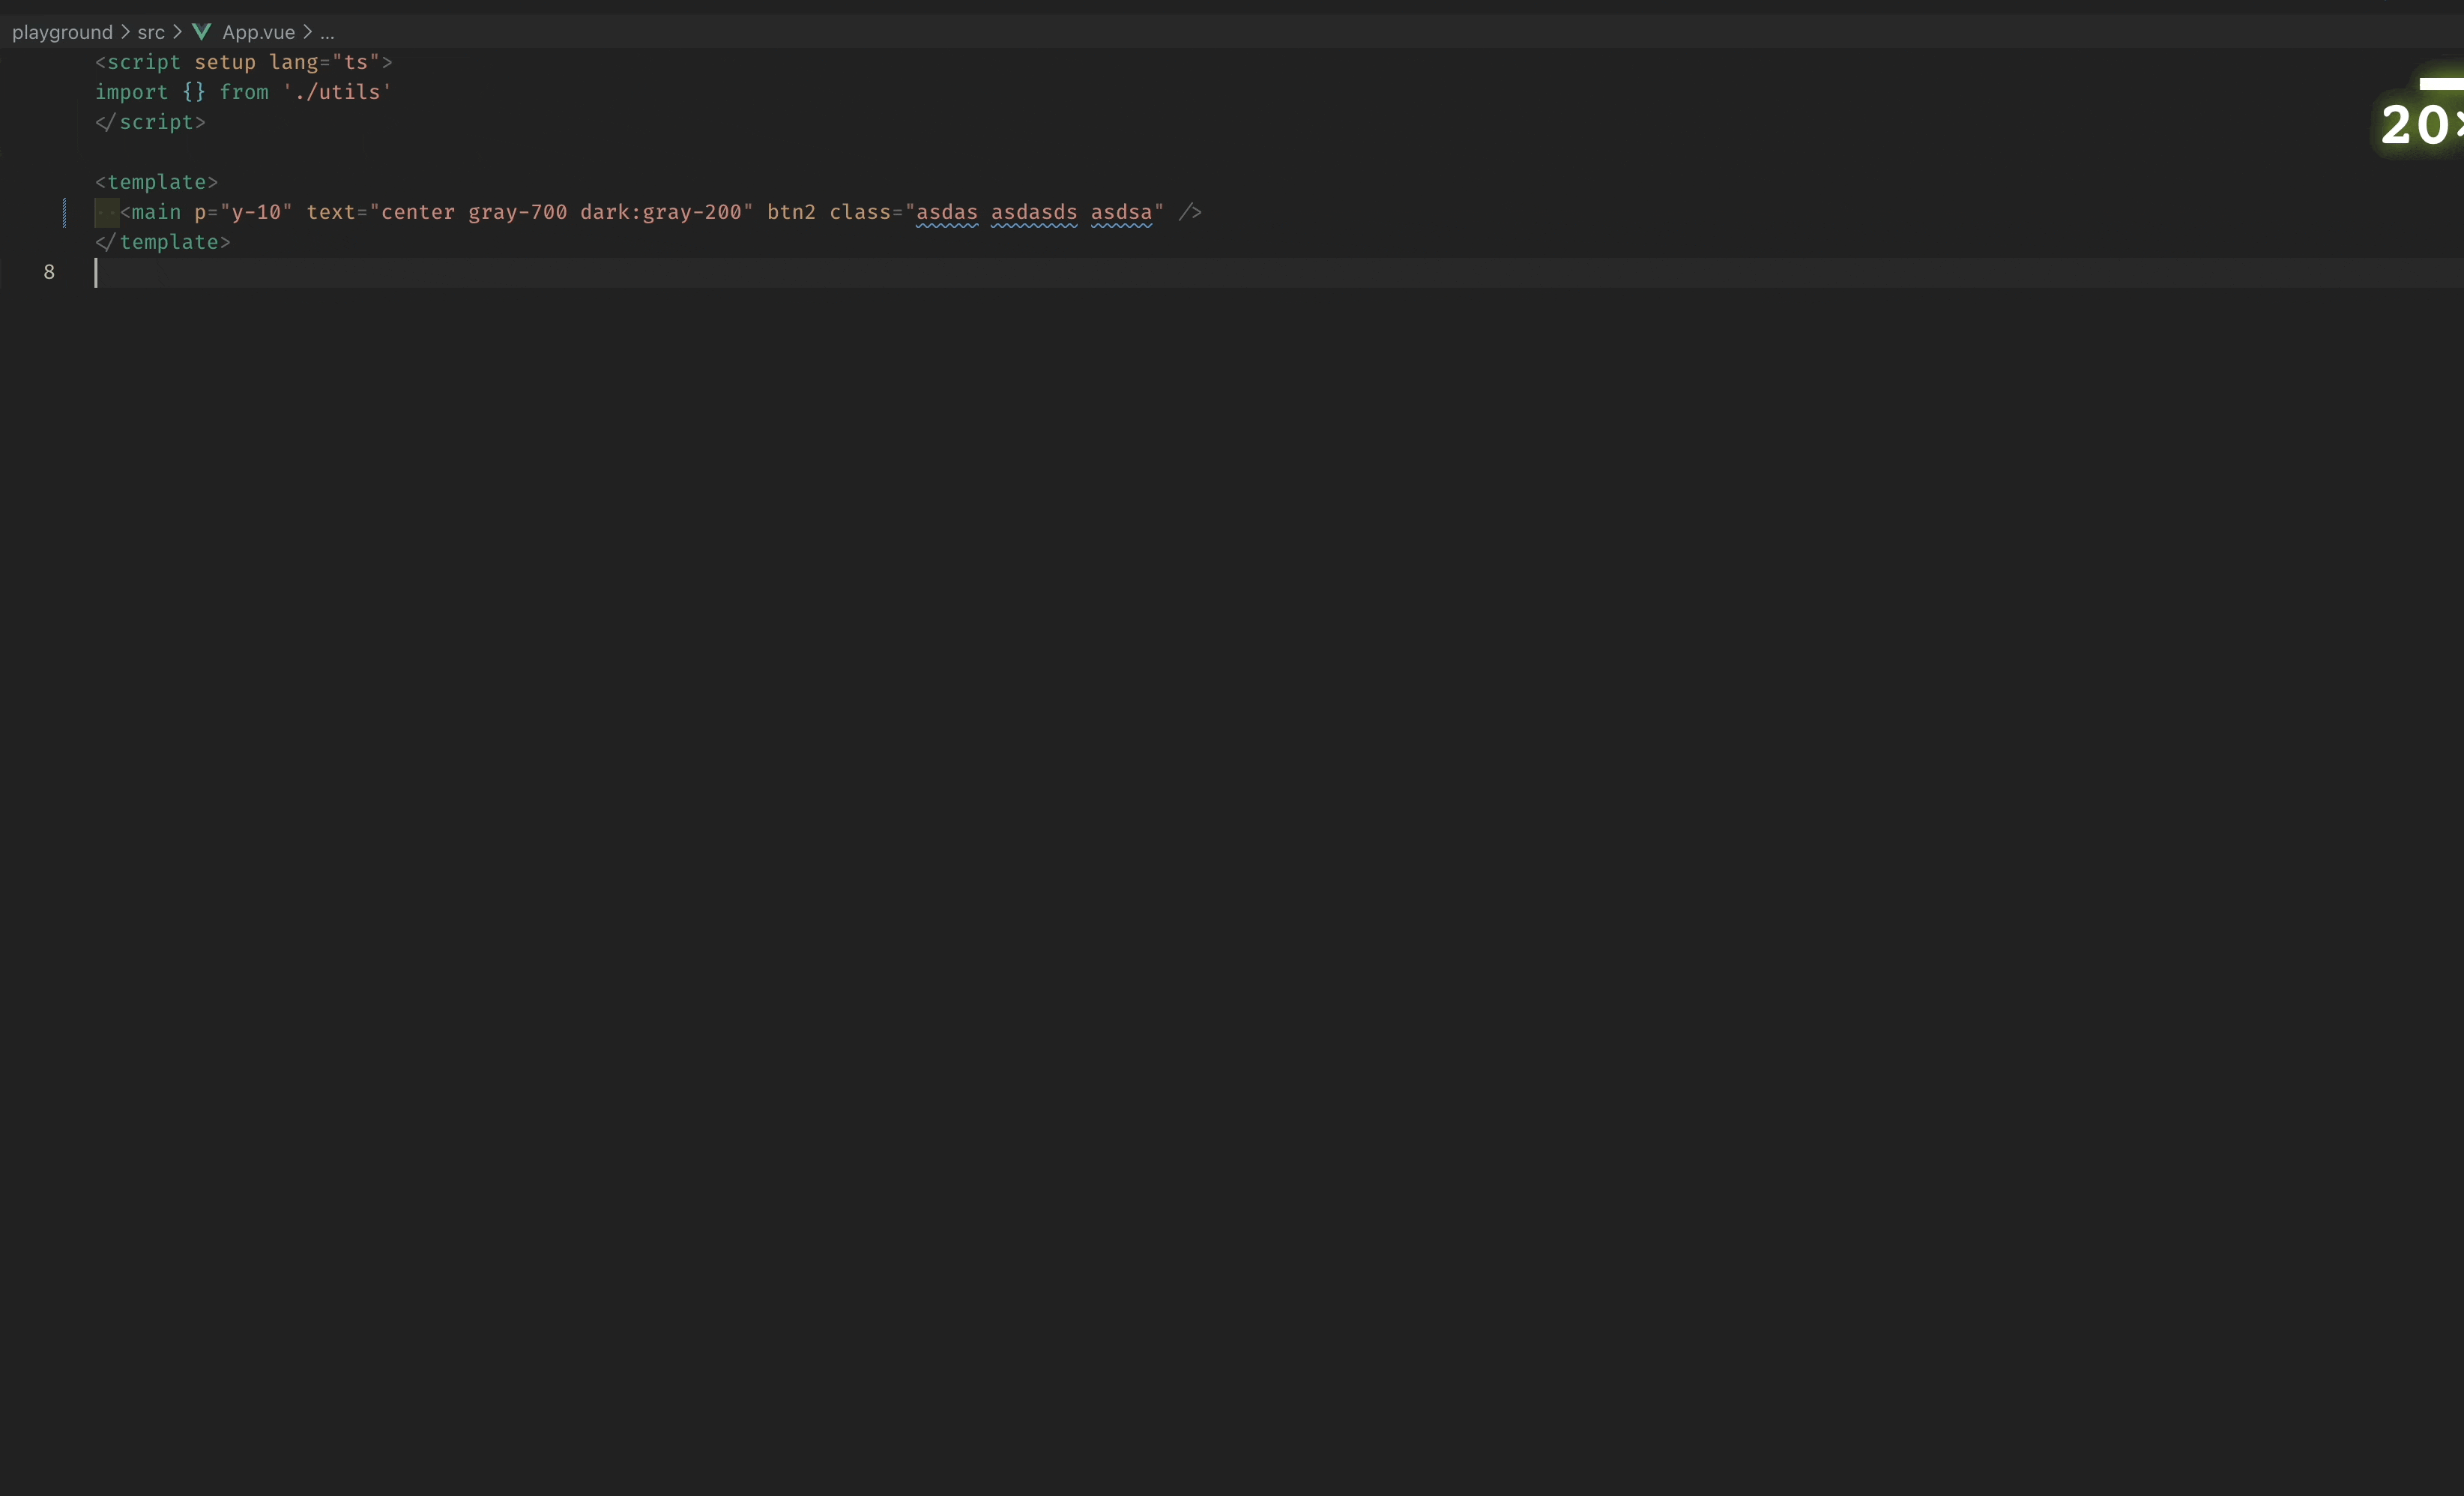 playground > src > App.vue > ...
<script setup lang="ts">
import {} from './utils'
</script>
<template>
<main p="y-10" text="center gray-700 dark:gray-200" btn2 class="asdas asdasds asdsa" />
</template>
8
20×